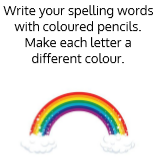 Write your spelling words
with coloured pencils.
Make each letter a
different colour.